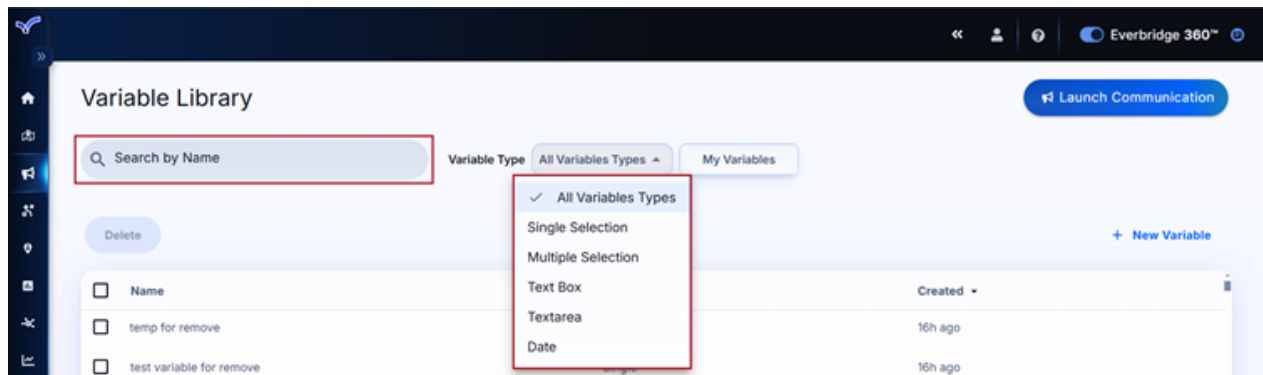 Everbridge 360™
Variable Library
Launch Communication
Search by Name
Variable Type All Variables Types My Variables
All Variables Types
Single Selection
Multiple Selection
Text Box
Textarea
Date
Delete
+ New Variable
Name Created
temp for remove 16h ago
test variable for remove Single 16h ago